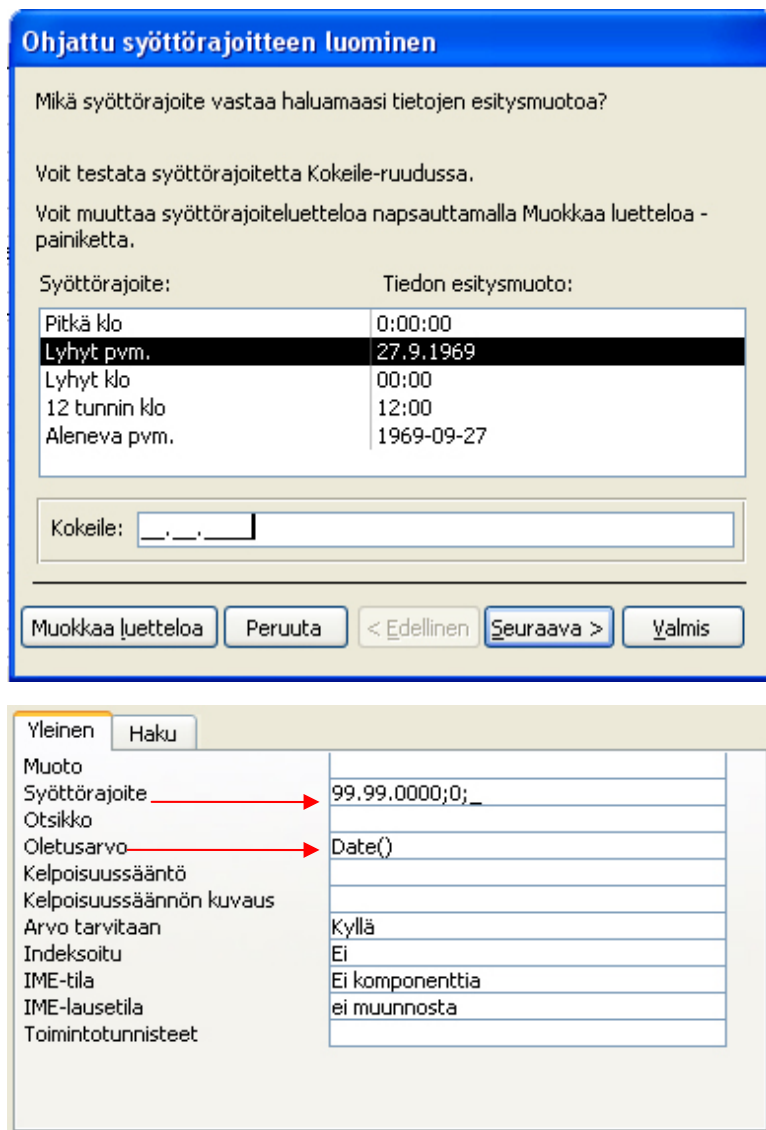 Ohjattu syöttörajoitteen luominen
Mikä syöttörajoite vastaa haluamaasi tietojen esitysmuotoa?
Voit testata syöttörajoitetta Kokeile-ruudussa.
Voit muuttaa syöttörajoiteluetteloa napsauttamalla Muokkaa luetteloa -
painiketta.
Syöttörajoite: Tiedon esitysmuoto:
Pitkä klo 0:00:00
Lyhyt pvm. 27.9.1969
Lyhyt klo 00:00
12 tunnin klo 12:00
Aleneva pvm. 1969-09-27
Kokeile: __.__.____
Muokkaa luetteloa Peruuta < Edellinen Seuraava > Valmis
Yleinen Haku
Muoto
Syöttörajoite 99.99.0000;0;_
Otsikko
Oletusarvo Date()
Kelpoisuussääntö
Kelpoisuussäännön kuvaus
Arvo tarvitaan Kyllä
Indeksoitu Ei
IME-tila Ei komponenttia
IME-lausetila ei muunnosta
Toimintotunnisteet